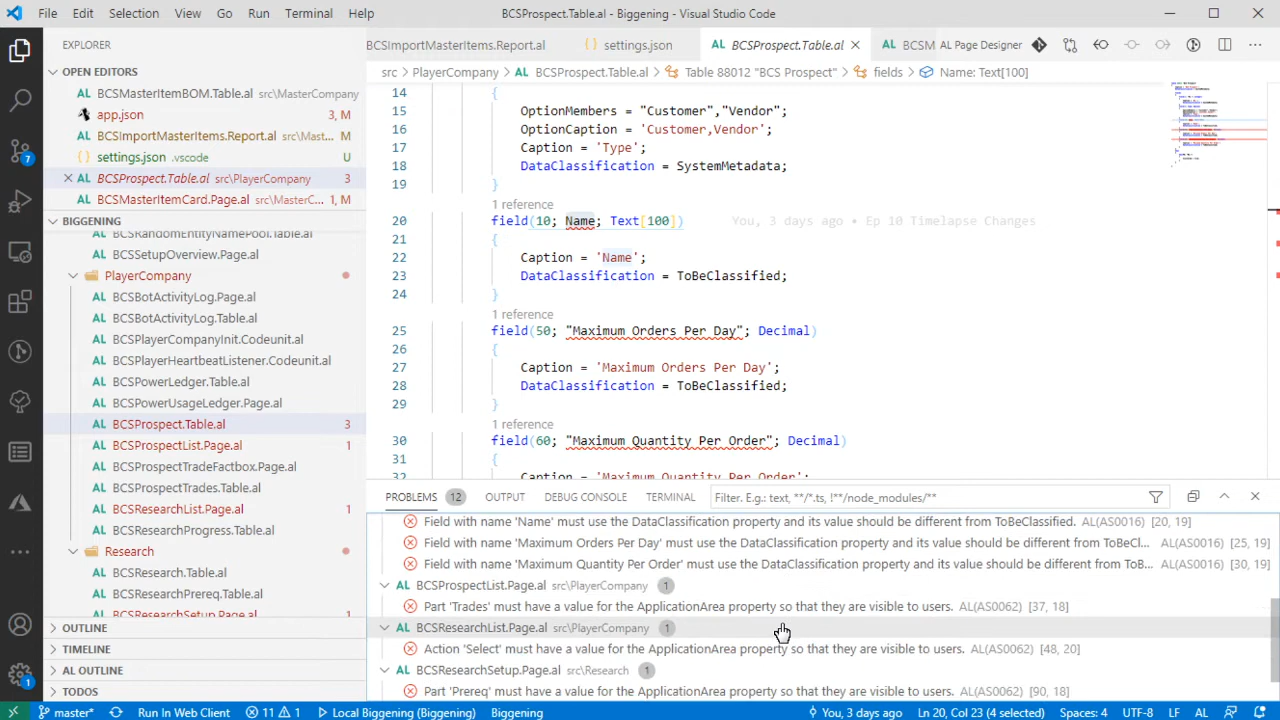 File Edit Selection View Go Run Terminal Help
BCSProspect.Table.al - Biggening - Visual Studio Code
EXPLORER
OPEN EDITORS
BCSMasterItemBOM.Table.al src\MasterCompany
app.json M
BCSImportMasterItems.Report.al src\Mast... M
settings.json .vscode U
BCSProspect.Table.al src\PlayerCompany 3
BCSMasterItemCard.Page.al src\MasterC... 1, M
BIGGENING
BCSRandomEntityNamePool.Table.al
BCSSetupOverview.Page.al
PlayerCompany
BCSBotActivityLog.Page.al
BCSBotActivityLog.Table.al
BCSPlayerCompanyInit.Codeunit.al
BCSPlayerHeartbeatListener.Codeunit.al
BCSPowerLedger.Table.al
BCSPowerUsageLedger.Page.al
BCSProspect.Table.al 3
BCSProspectList.Page.al 1
BCSProspectTradeFactbox.Page.al
BCSProspectTrades.Table.al
BCSResearchList.Page.al 1
BCSResearchProgress.Table.al
Research
BCSResearch.Table.al
BCSResearchPrereq.Table.al
BCSResearchSetup.Page.al 1
OUTLINE
TIMELINE
AL OUTLINE
TODOS
BCSImportMasterItems.Report.al settings.json BCSProspect.Table.al BCSM AL Page Designer
src > PlayerCompany > BCSProspect.Table.al > Table 88012 "BCS Prospect" > fields > Name: Text[100]
14 {
15 OptionMembers = "Customer","Vendor";
16 OptionCaption = 'Customer,Vendor';
17 Caption = 'Type';
18 DataClassification = SystemMetadata;
19 }
1 reference
20 field(10; Name; Text[100]) You, 3 days ago • Ep 10 Timelapse Changes
21 {
22 Caption = 'Name';
23 DataClassification = ToBeClassified;
24 }
1 reference
25 field(50; "Maximum Orders Per Day"; Decimal)
26 {
27 Caption = 'Maximum Orders Per Day';
28 DataClassification = ToBeClassified;
29 }
1 reference
30 field(60; "Maximum Quantity Per Order"; Decimal)
31 {
32 Caption = 'Maximum Quantity Per Order';
PROBLEMS 12 OUTPUT DEBUG CONSOLE TERMINAL Filter. E.g.: text, **/*.ts, !**/node_modules/**
Field with name 'Name' must use the DataClassification property and its value should be different from ToBeClassified. AL(AS0016) [20, 19]
Field with name 'Maximum Orders Per Day' must use the DataClassification property and its value should be different from ToBeCl... AL(AS0016) [25, 19]
Field with name 'Maximum Quantity Per Order' must use the DataClassification property and its value should be different from ToB... AL(AS0016) [30, 19]
BCSProspectList.Page.al src\PlayerCompany 1
Part 'Trades' must have a value for the ApplicationArea property so that they are visible to users. AL(AS0062) [37, 18]
BCSResearchList.Page.al src\PlayerCompany 1
Action 'Select' must have a value for the ApplicationArea property so that they are visible to users. AL(AS0062) [48, 20]
BCSResearchSetup.Page.al src\Research 1
Part 'Prereq' must have a value for the ApplicationArea property so that they are visible to users. AL(AS0062) [90, 18]
7
1
master* Run In Web Client 11 1 Local Biggening (Biggening) Biggening You, 3 days ago Ln 20, Col 23 (4 selected) Spaces: 4 UTF-8 LF AL